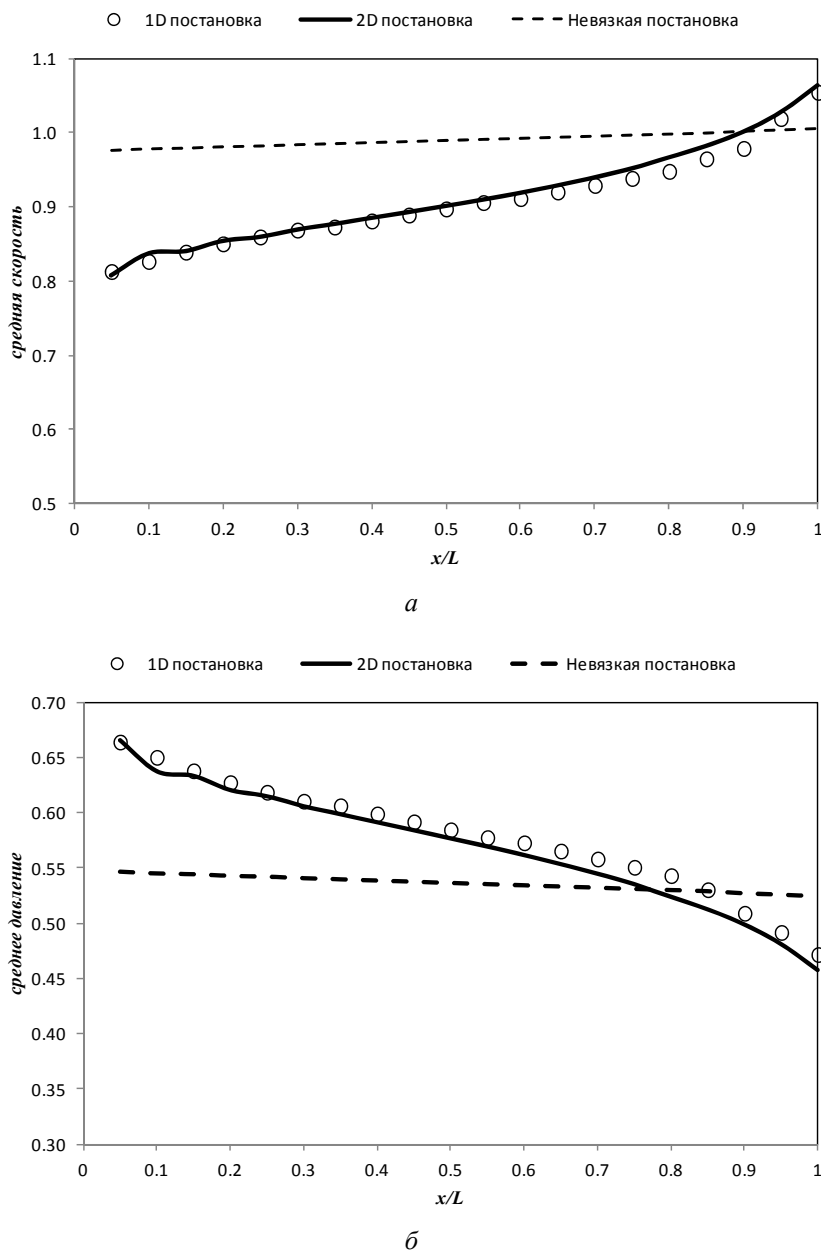 1D постановка 2D постановка Невязкая постановка
1.1
1.0
0.9
0.8
0.7
0.6
0.5
средняя скорость
0 0.1 0.2 0.3 0.4 0.5 0.6 0.7 0.8 0.9 1
x/L
а
1D постановка 2D постановка Невязкая постановка
0.70
0.65
0.60
0.55
0.50
0.45
0.40
0.35
0.30
среднее давление
0 0.1 0.2 0.3 0.4 0.5 0.6 0.7 0.8 0.9 1
x/L
б